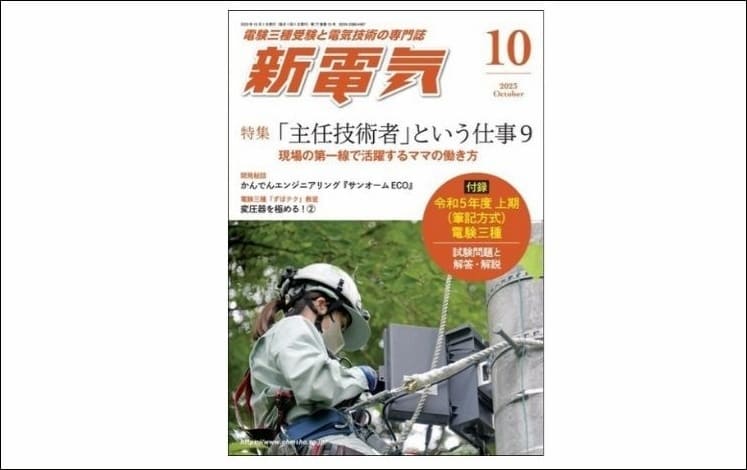 電験三種受験と電気技術の専門誌
新電気
10
2023
October
特集「主任技術者」という仕事9
現場の第一線で活躍するママの働き方
開発秘話
かんでんエンジニアリング『サンオームECO』
電験三種「ずばテク」教室
変圧器を極める!②
付録
令和5年度 上期
(筆記方式)
電験三種
試験問題と
解答・解説